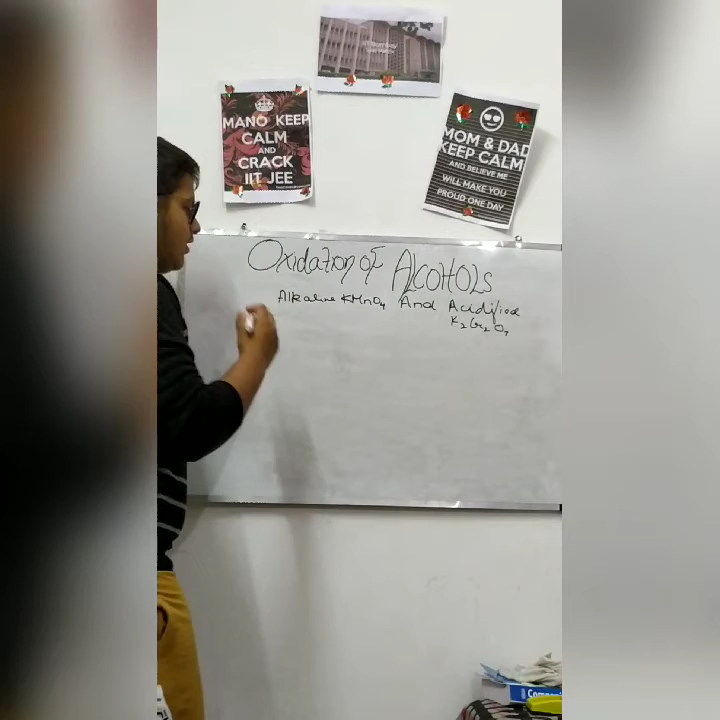 MANO KEEP
CALM
AND
CRACK
IIT JEE
MOM & DAD
KEEP CALM
AND BELIEVE ME
WILL MAKE YOU
PROUD ONE DAY
Oxidation of ALCOHOLS
Alkaline KMnO4 And Acidified
K2Cr2O7